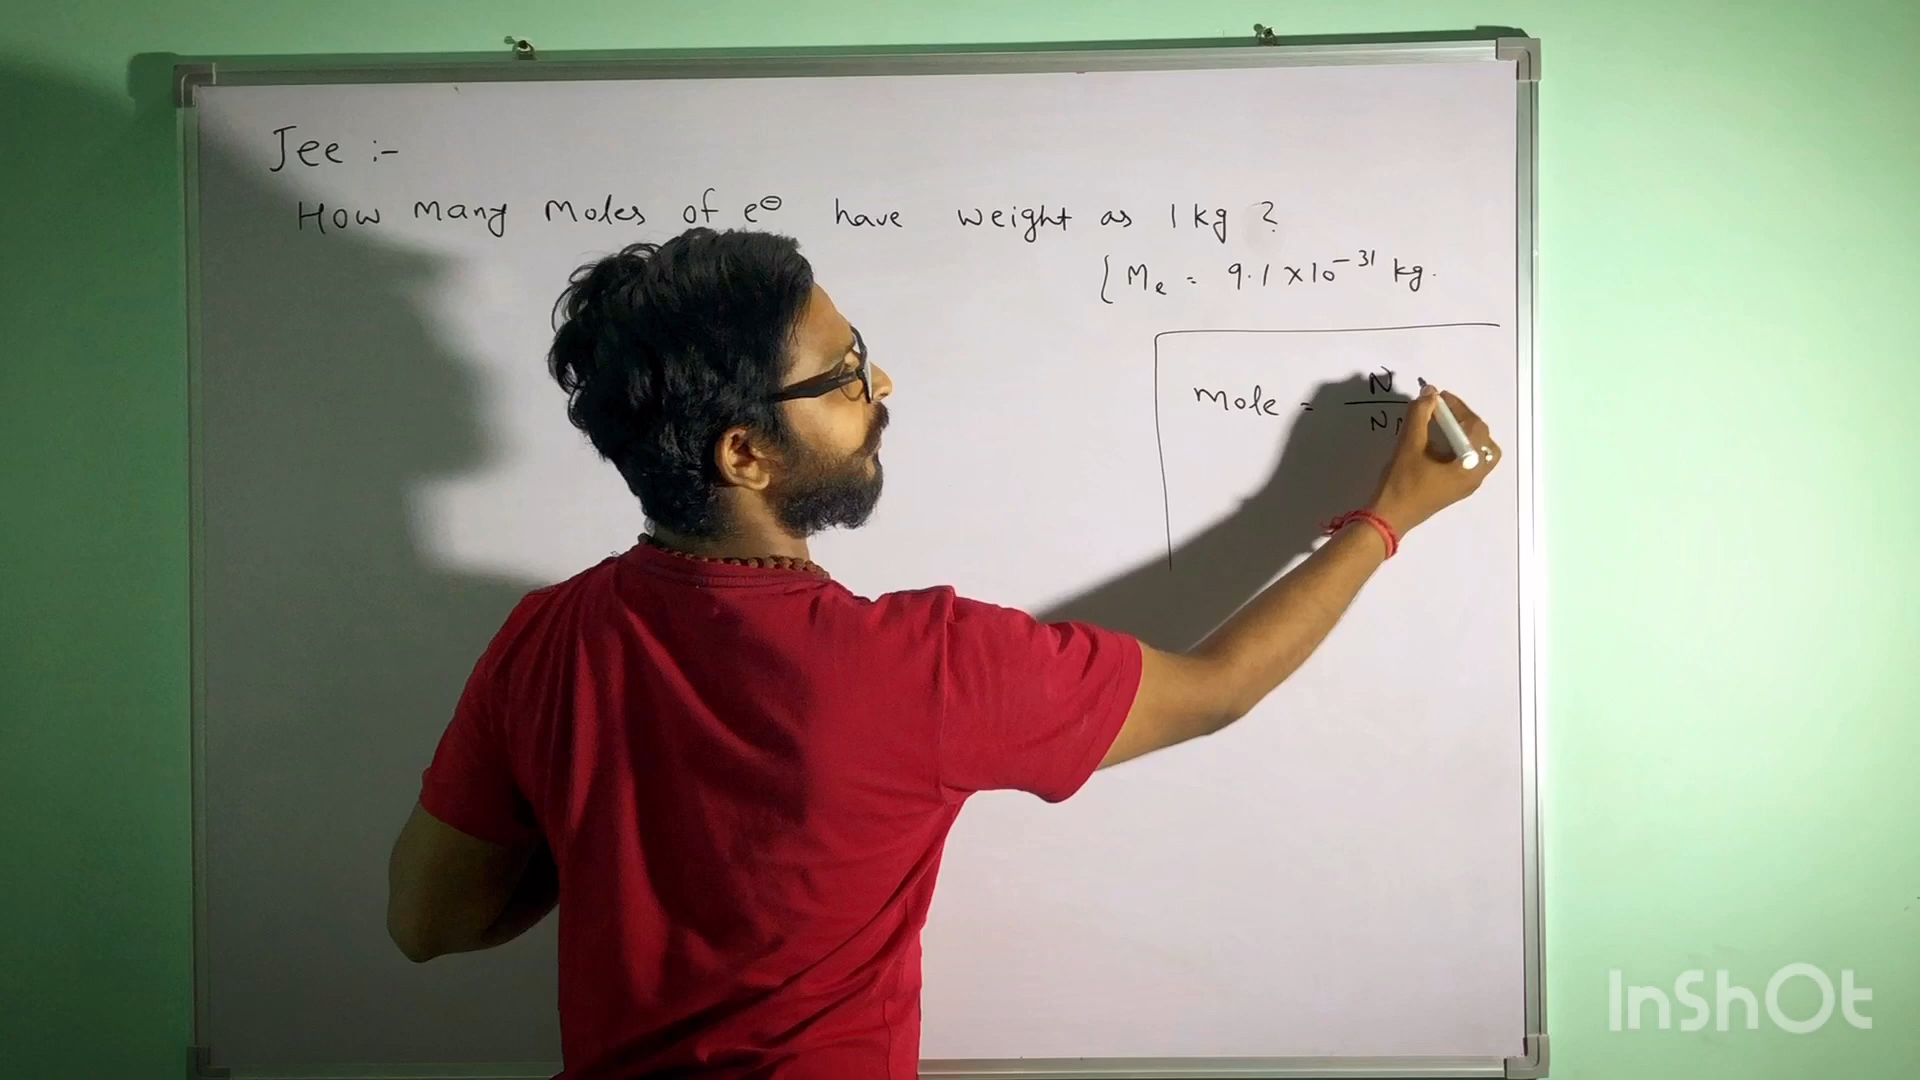 Jee :-
How many moles of e⊖ have weight as 1 kg ?
{ Me = 9.1 × 10⁻³¹ kg.
mole = N / N
InShOt